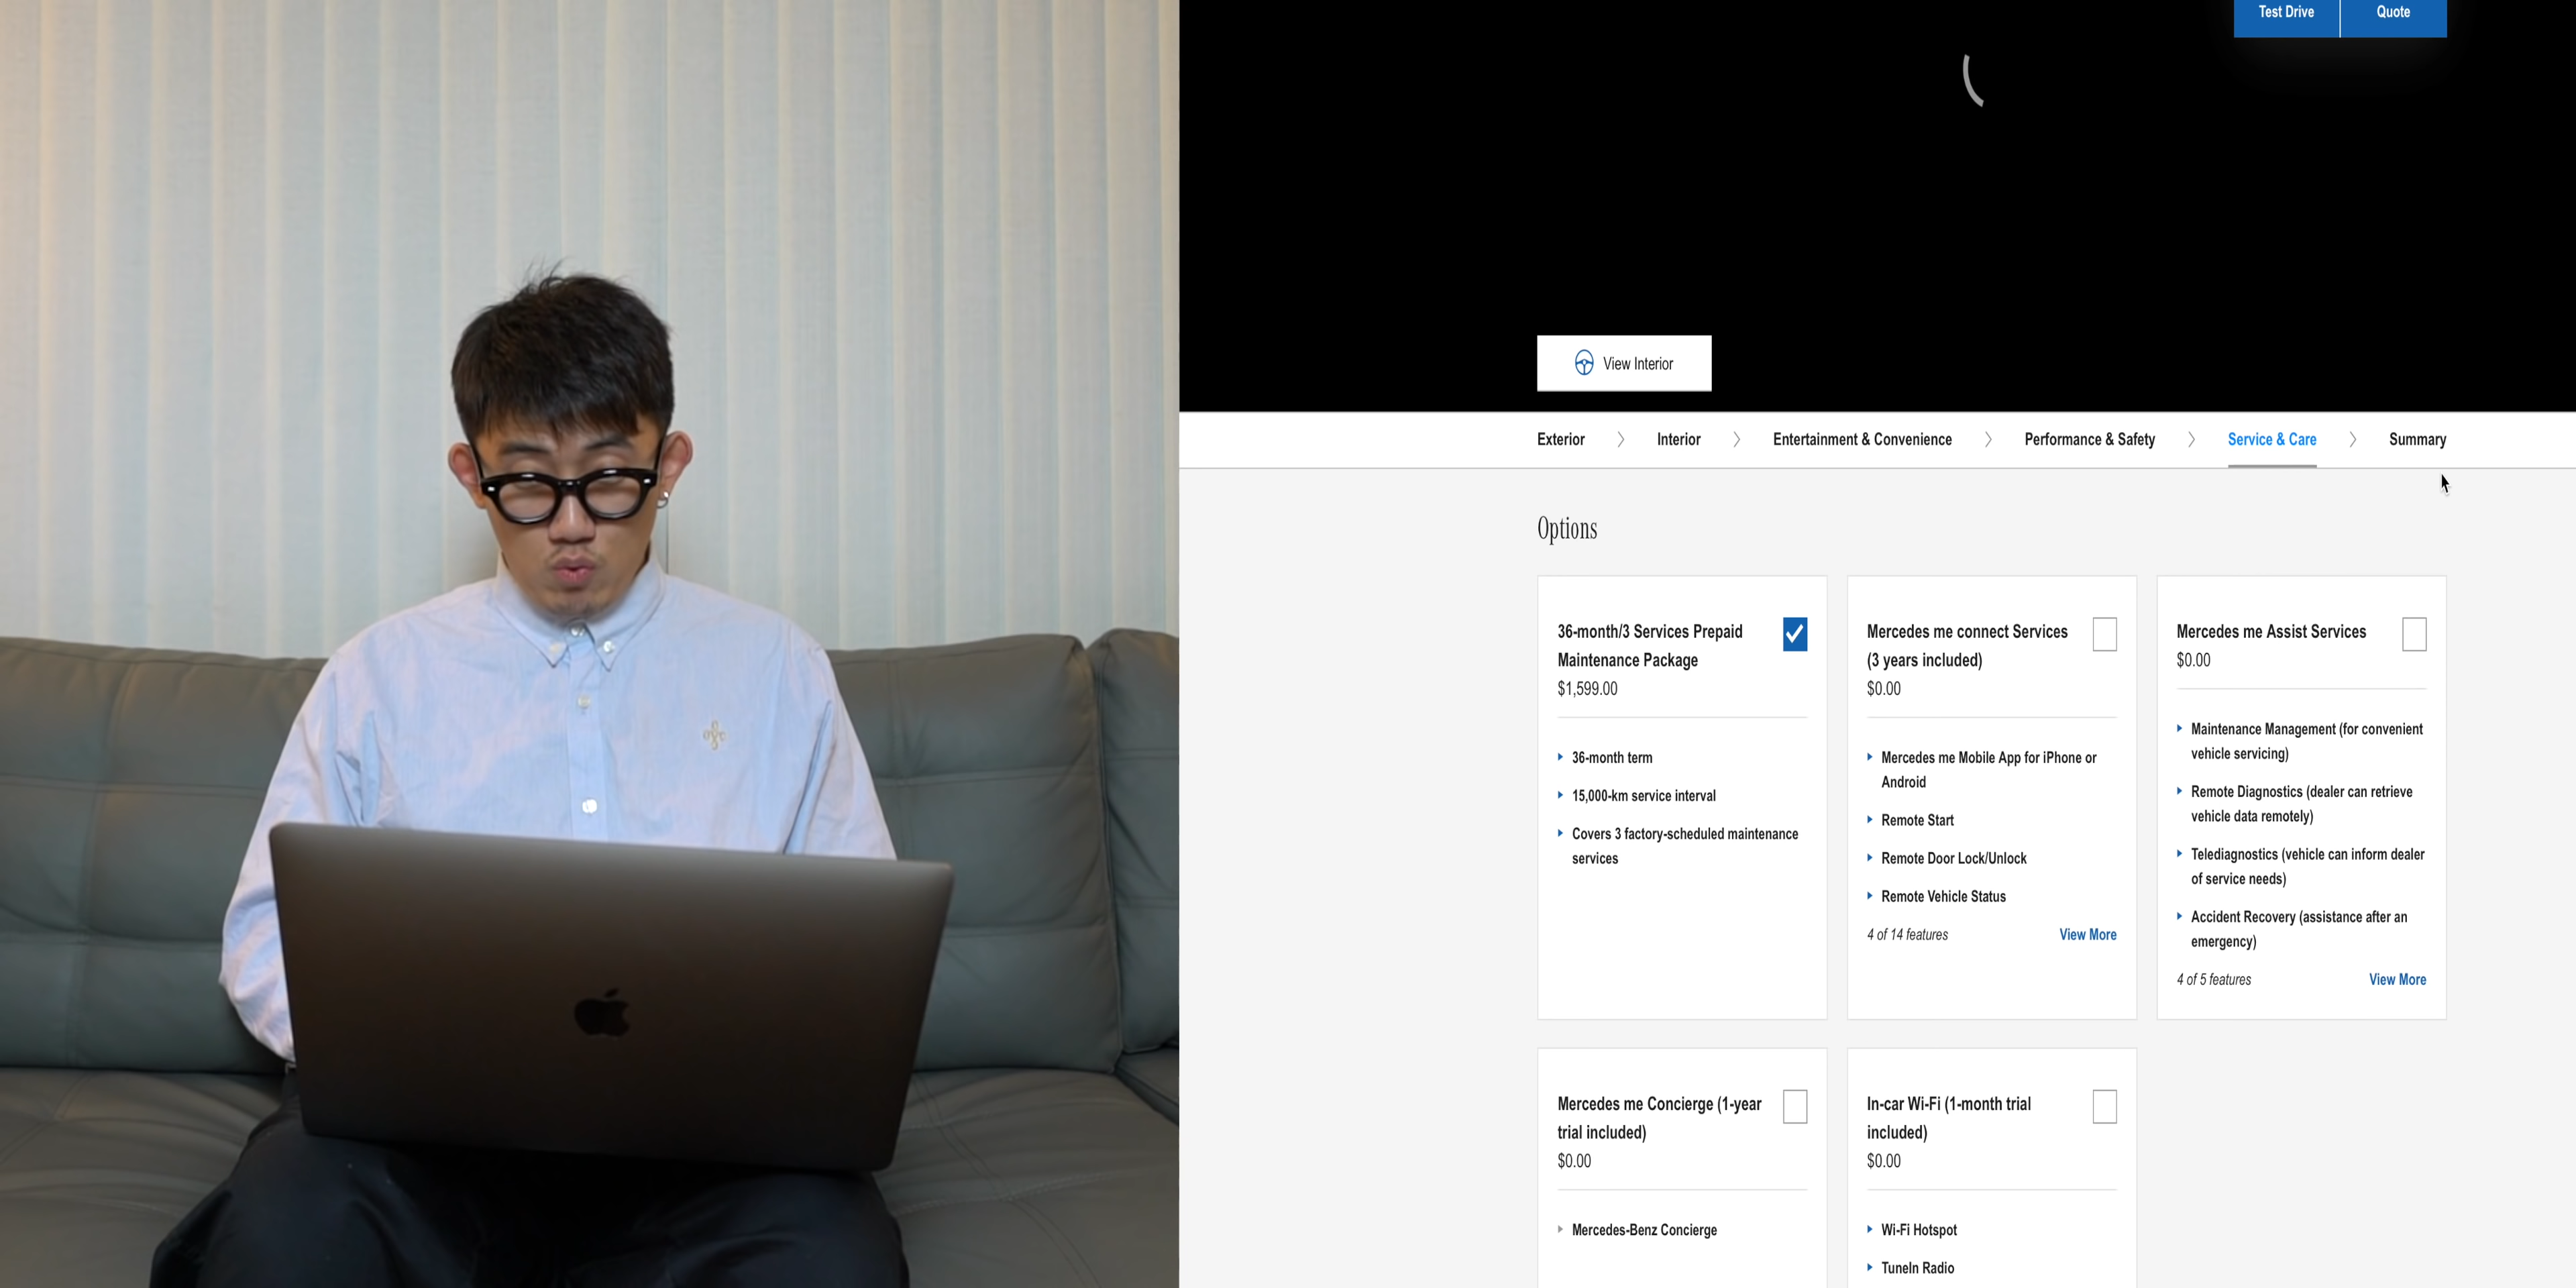 Test Drive
Quote
View Interior
Exterior
Interior
Entertainment & Convenience
Performance & Safety
Service & Care
Summary
Options
36-month/3 Services Prepaid
Maintenance Package
$1,599.00
36-month term
15,000-km service interval
Covers 3 factory-scheduled maintenance
services
Mercedes me connect Services
(3 years included)
$0.00
Mercedes me Mobile App for iPhone or
Android
Remote Start
Remote Door Lock/Unlock
Remote Vehicle Status
4 of 14 features
View More
Mercedes me Assist Services
$0.00
Maintenance Management (for convenient
vehicle servicing)
Remote Diagnostics (dealer can retrieve
vehicle data remotely)
Telediagnostics (vehicle can inform dealer
of service needs)
Accident Recovery (assistance after an
emergency)
4 of 5 features
View More
Mercedes me Concierge (1-year
trial included)
$0.00
Mercedes-Benz Concierge
In-car Wi-Fi (1-month trial
included)
$0.00
Wi-Fi Hotspot
TuneIn Radio